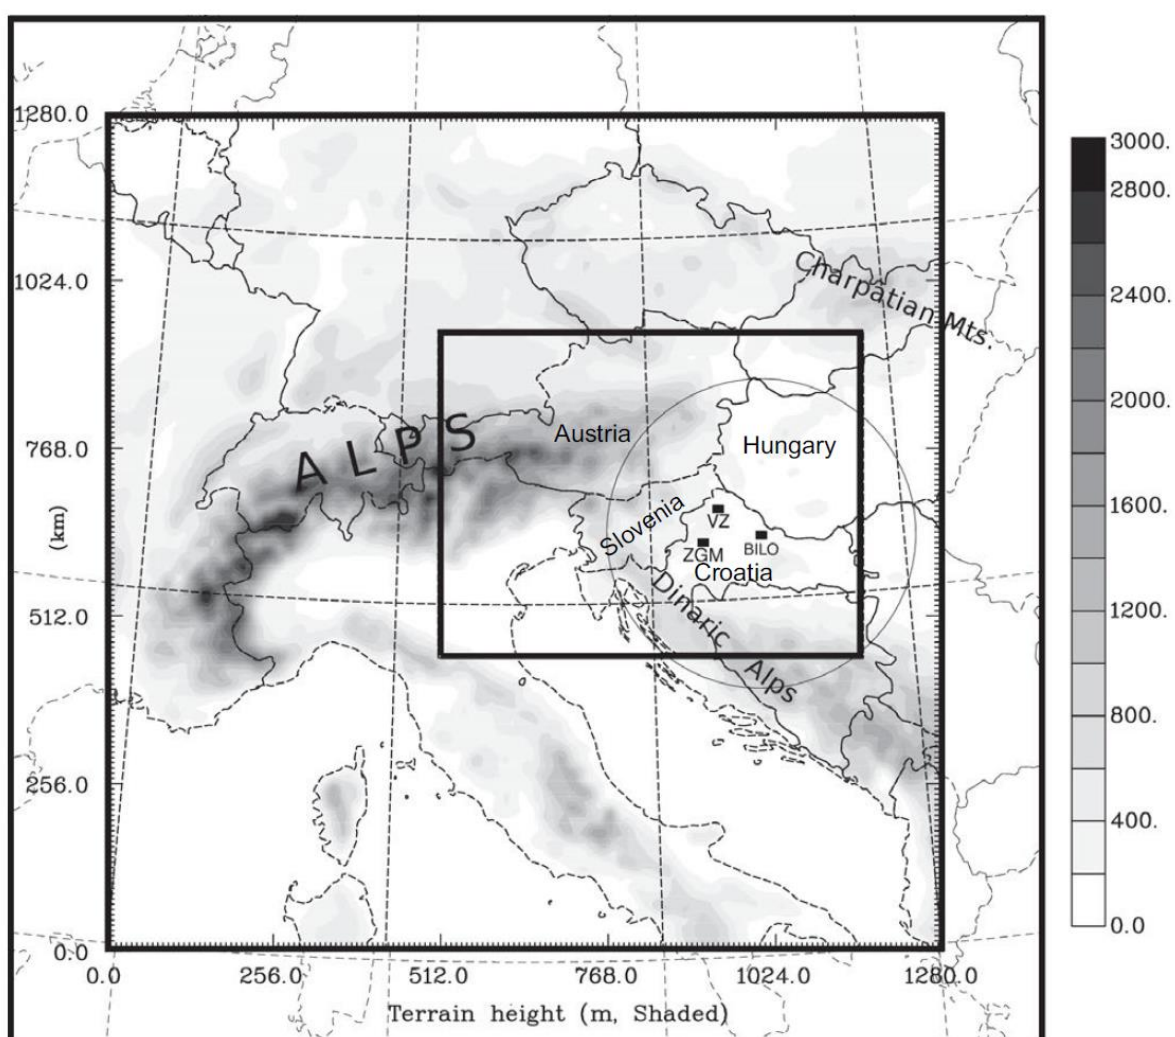 1280.0
1024.0
768.0
512.0
256.0
0.0
(km)
0.0 256.0 512.0 768.0 1024.0 1280.0
Terrain height (m, Shaded)
Charpatian Mts.
ALPS
Austria
Hungary
Slovenia
VZ
ZGM
BILO
Croatia
Dinaric
Alps
3000.
2800.
2400.
2000.
1600.
1200.
800.
400.
0.0